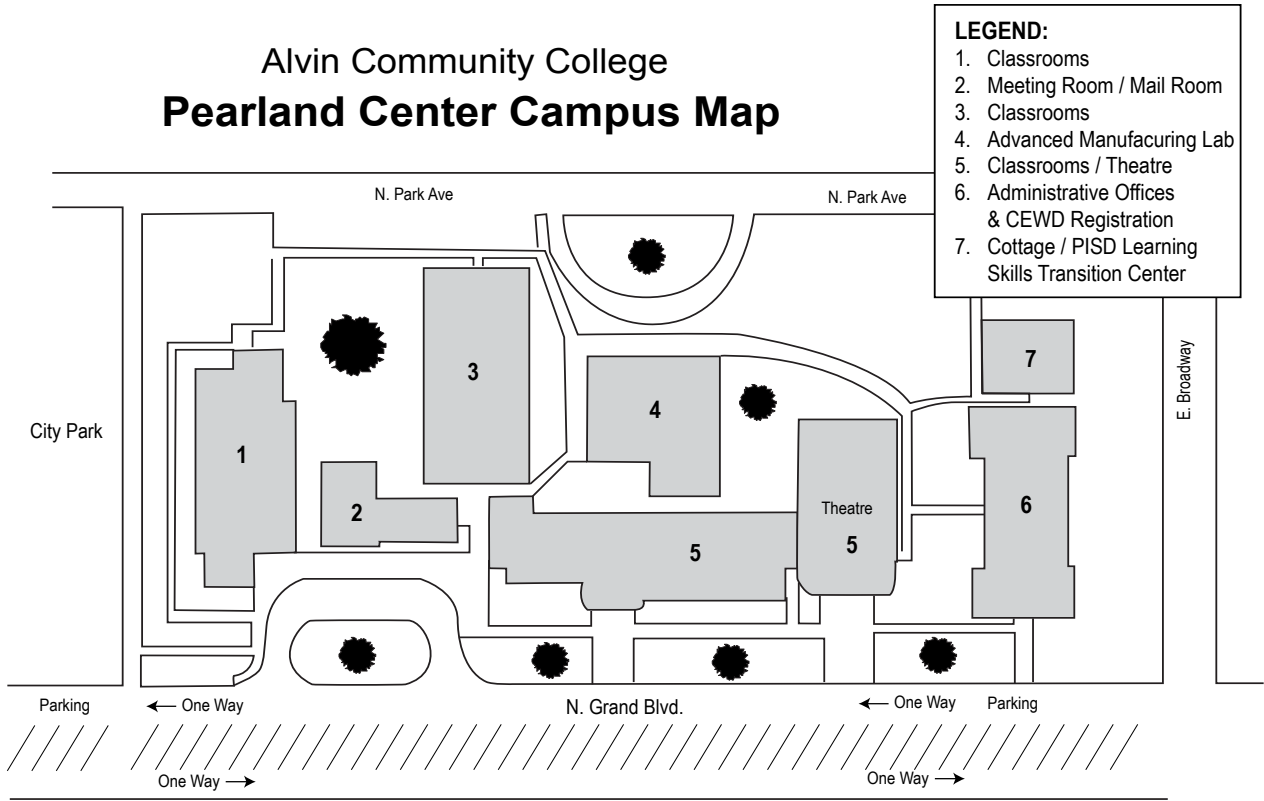 Alvin Community College
Pearland Center Campus Map
LEGEND:
1. Classrooms
2. Meeting Room / Mail Room
3. Classrooms
4. Advanced Manufacuring Lab
5. Classrooms / Theatre
6. Administrative Offices
& CEWD Registration
7. Cottage / PISD Learning
Skills Transition Center
N. Park Ave
N. Park Ave
City Park
1
2
3
4
5
Theatre
5
6
7
E. Broadway
Parking
← One Way
N. Grand Blvd.
← One Way
Parking
One Way →
One Way →